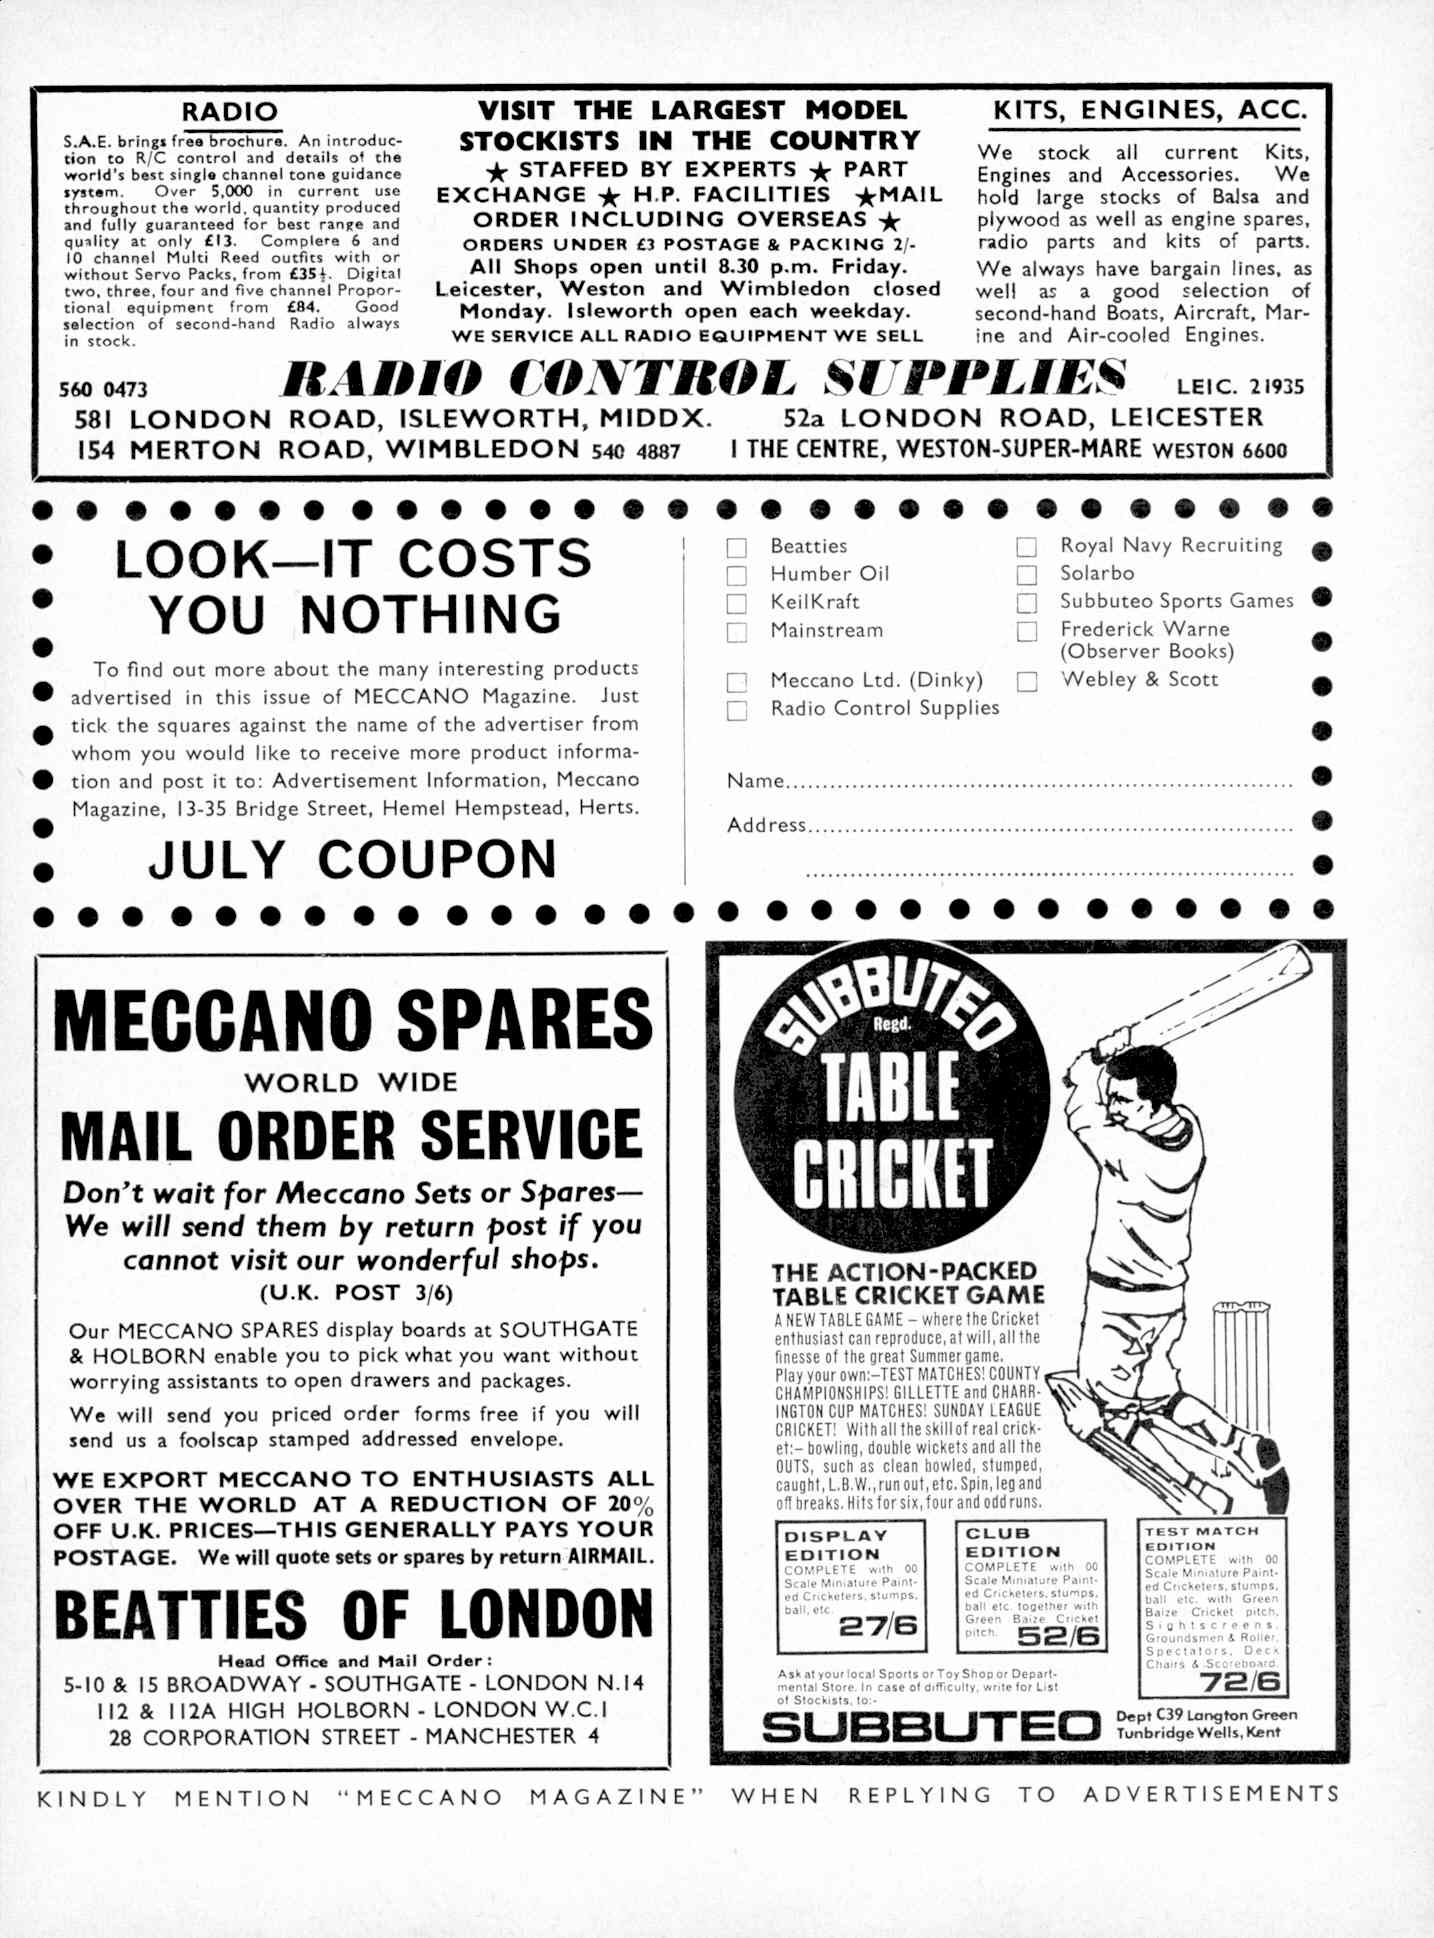 RADIO
S.A.E. brings free brochure. An introduc-
tion to R/C control and details of the
world's best single channel tone guidance
system. Over 5,000 in current use
throughout the world, quantity produced
and fully guaranteed for best range and
quality at only £13. Complere 6 and
10 channel Multi Reed outfits with or
without Servo Packs, from £35½. Digital
two, three, four and five channel Propor-
tional equipment from £84. Good
selection of second-hand Radio always
in stock.
VISIT THE LARGEST MODEL
STOCKISTS IN THE COUNTRY
★ STAFFED BY EXPERTS ★ PART
EXCHANGE ★ H.P. FACILITIES ★MAIL
ORDER INCLUDING OVERSEAS ★
ORDERS UNDER £3 POSTAGE & PACKING 2/-
All Shops open until 8.30 p.m. Friday.
Leicester, Weston and Wimbledon closed
Monday. Isleworth open each weekday.
WE SERVICE ALL RADIO EQUIPMENT WE SELL
KITS, ENGINES, ACC.
We stock all current Kits,
Engines and Accessories. We
hold large stocks of Balsa and
plywood as well as engine spares,
radio parts and kits of parts.
We always have bargain lines, as
well as a good selection of
second-hand Boats, Aircraft, Mar-
ine and Air-cooled Engines.
560 0473 RADIO CONTROL SUPPLIES LEIC. 21935
581 LONDON ROAD, ISLEWORTH, MIDDX. 52a LONDON ROAD, LEICESTER
154 MERTON ROAD, WIMBLEDON 540 4887 1 THE CENTRE, WESTON-SUPER-MARE WESTON 6600
LOOK—IT COSTS
YOU NOTHING
To find out more about the many interesting products
advertised in this issue of MECCANO Magazine. Just
tick the squares against the name of the advertiser from
whom you would like to receive more product informa-
tion and post it to: Advertisement Information, Meccano
Magazine, 13-35 Bridge Street, Hemel Hempstead, Herts.
JULY COUPON
Beatties
Humber Oil
KeilKraft
Mainstream
Meccano Ltd. (Dinky)
Radio Control Supplies
Royal Navy Recruiting
Solarbo
Subbuteo Sports Games
Frederick Warne
(Observer Books)
Webley & Scott
Name
Address
MECCANO SPARES
WORLD WIDE
MAIL ORDER SERVICE
Don't wait for Meccano Sets or Spares—
We will send them by return post if you
cannot visit our wonderful shops.
(U.K. POST 3/6)
Our MECCANO SPARES display boards at SOUTHGATE
& HOLBORN enable you to pick what you want without
worrying assistants to open drawers and packages.
We will send you priced order forms free if you will
send us a foolscap stamped addressed envelope.
WE EXPORT MECCANO TO ENTHUSIASTS ALL
OVER THE WORLD AT A REDUCTION OF 20%
OFF U.K. PRICES—THIS GENERALLY PAYS YOUR
POSTAGE. We will quote sets or spares by return AIRMAIL.
BEATTIES OF LONDON
Head Office and Mail Order:
5-10 & 15 BROADWAY - SOUTHGATE - LONDON N.14
112 & 112A HIGH HOLBORN - LONDON W.C.1
28 CORPORATION STREET - MANCHESTER 4
SUBBUTEO
Regd.
TABLE
CRICKET
THE ACTION-PACKED
TABLE CRICKET GAME
A NEW TABLE GAME – where the Cricket
enthusiast can reproduce, at will, all the
finesse of the great Summer game.
Play your own:–TEST MATCHES! COUNTY
CHAMPIONSHIPS! GILLETTE and CHARR-
INGTON CUP MATCHES! SUNDAY LEAGUE
CRICKET! With all the skill of real crick-
et:– bowling, double wickets and all the
OUTS, such as clean bowled, stumped,
caught, L.B.W., run out, etc. Spin, leg and
off breaks. Hits for six, four and odd runs.
DISPLAY
EDITION
COMPLETE with 00
Scale Miniature Paint-
ed Cricketers, stumps,
ball, etc.
27/6
CLUB
EDITION
COMPLETE with 00
Scale Miniature Paint-
ed Cricketers, stumps,
ball etc. together with
Green Baize Cricket
pitch.
52/6
TEST MATCH
EDITION
COMPLETE with 00
Scale Miniature Paint-
ed Cricketers, stumps,
ball etc. with Green
Baize Cricket pitch,
Sightscreens,
Groundsmen & Roller,
Spectators, Deck
Chairs & Scoreboard.
72/6
Ask at your local Sports or Toy Shop or Depart-
mental Store. In case of difficulty, write for List
of Stockists, to:-
SUBBUTEO
Dept C39 Langton Green
Tunbridge Wells, Kent
KINDLY MENTION "MECCANO MAGAZINE" WHEN REPLYING TO ADVERTISEMENTS